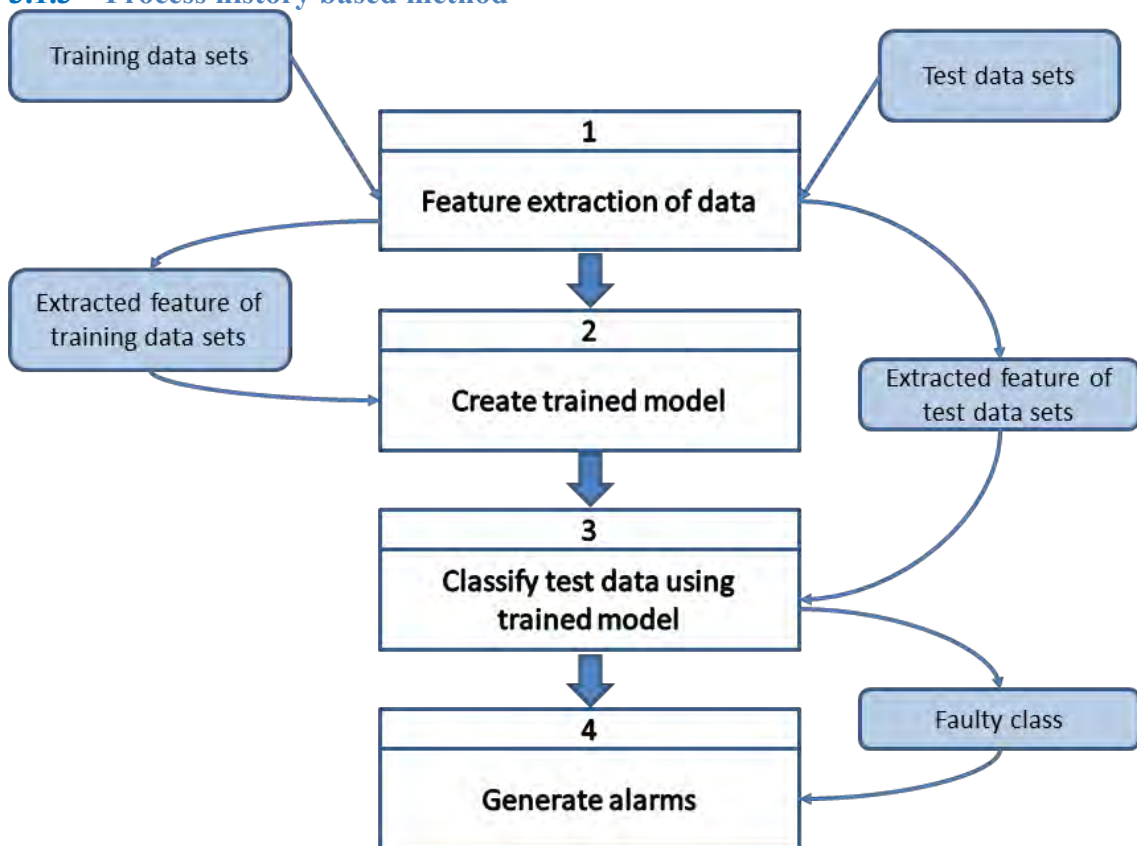 Process history based method
Training data sets
Test data sets
1
Feature extraction of data
Extracted feature of
training data sets
2
Create trained model
Extracted feature of
test data sets
3
Classify test data using
trained model
Faulty class
4
Generate alarms